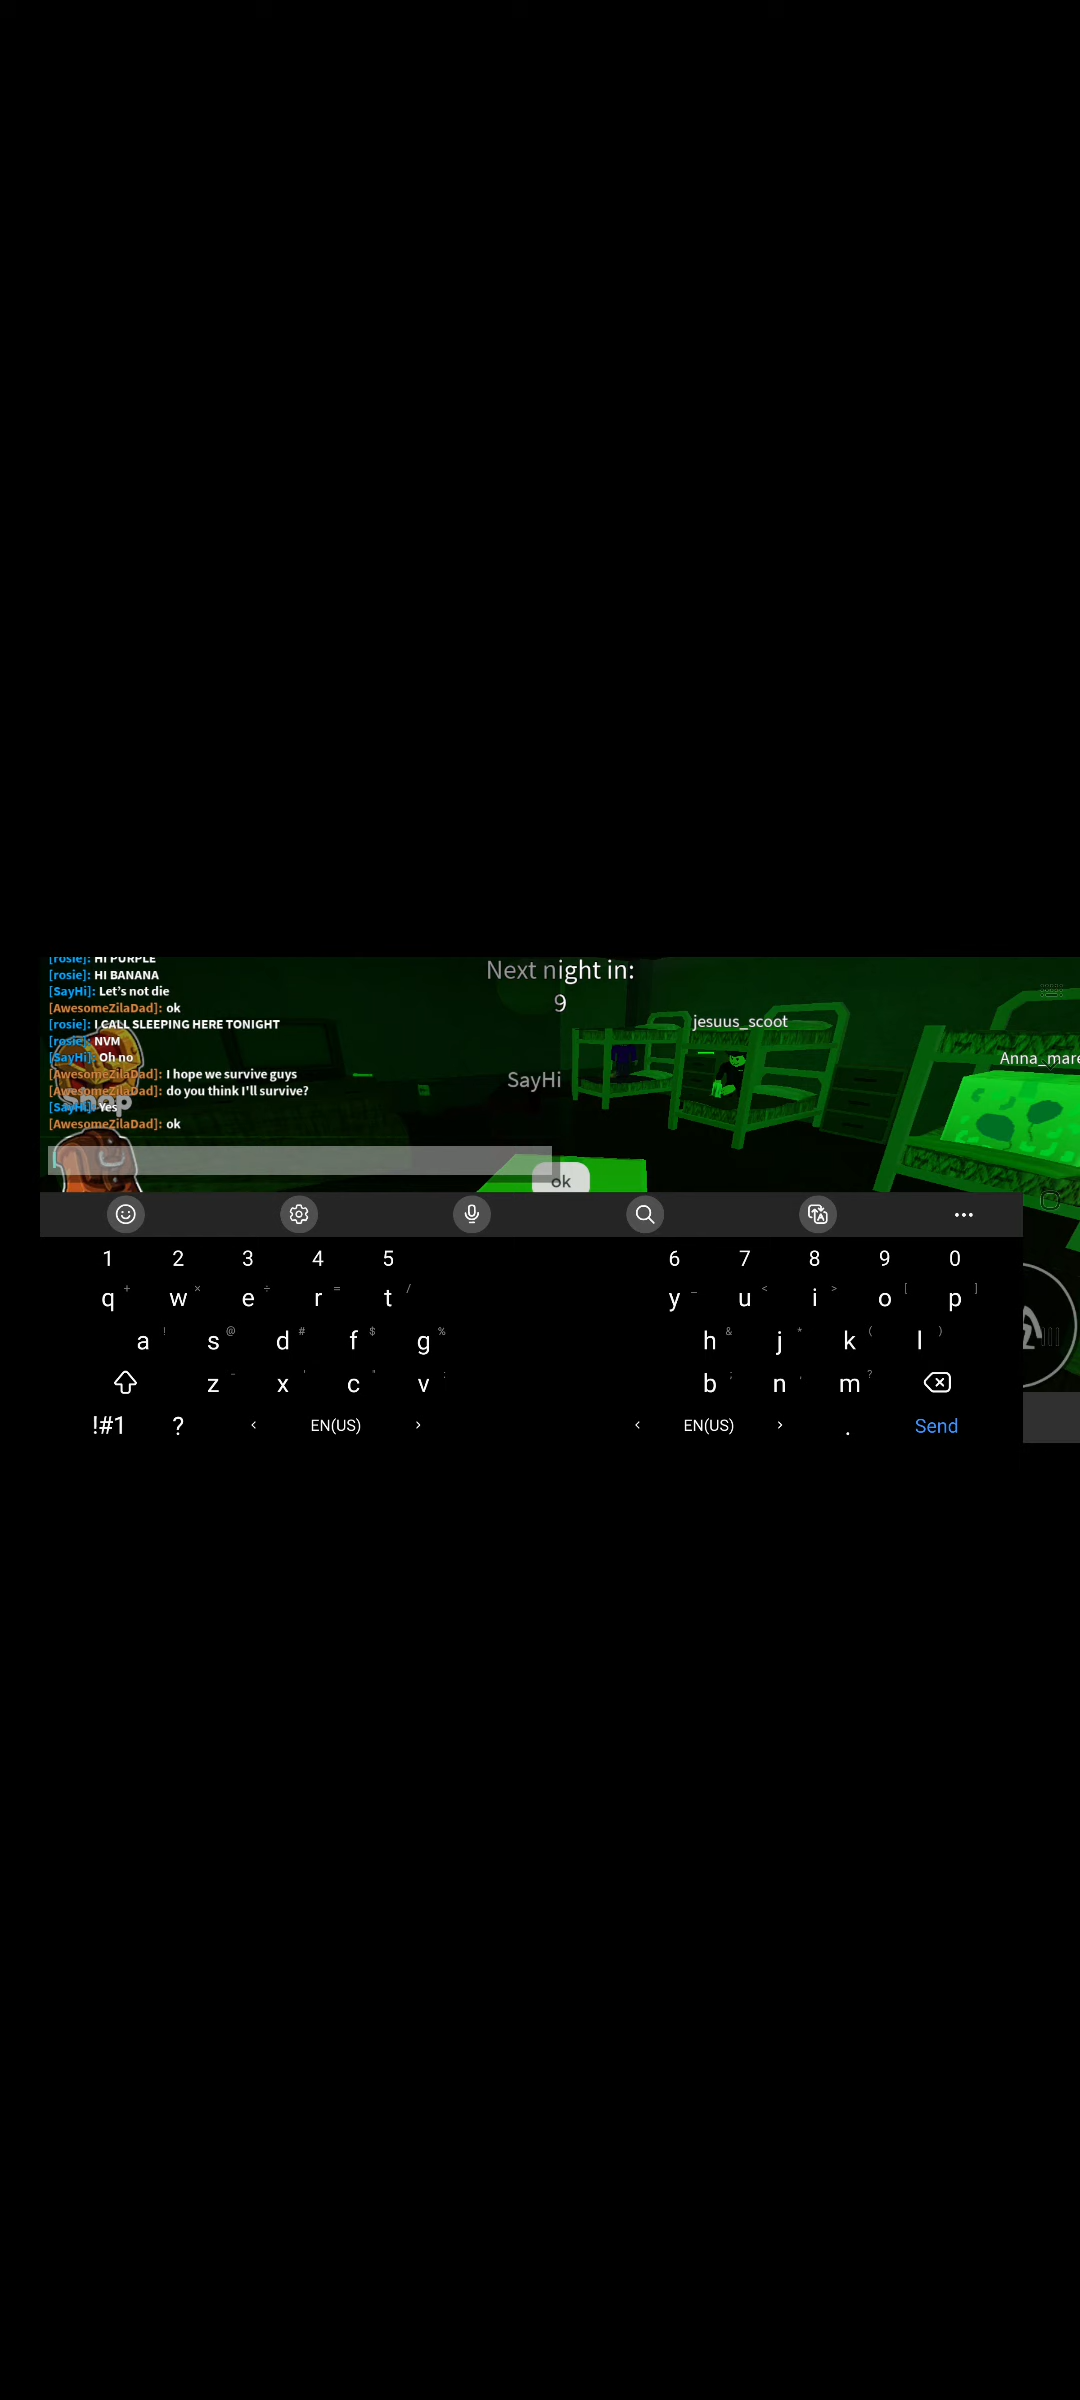 [rosie]: HI PURPLE
[rosie]: HI BANANA
[SayHi]: Let's not die
[AwesomeZilaDad]: ok
[rosie]: I CALL SLEEPING HERE TONIGHT
[rosie]: NVM
[SayHi]: Oh no
[AwesomeZilaDad]: I hope we survive guys
[AwesomeZilaDad]: do you think I'll survive?
[SayHi]: Yes
[AwesomeZilaDad]: ok
Shop
Next night in:
9
jesuus_scoot
Anna_mare
SayHi
ok
1 2 3 4 5 6 7 8 9 0
q + w × e ÷ r = t / y _ u < i > o [ p ]
a ! s @ d # f $ g % h & j * k ( l )
z - x ' c " v : b ; n , m ?
!#1 ? < EN(US) > < EN(US) > . Send